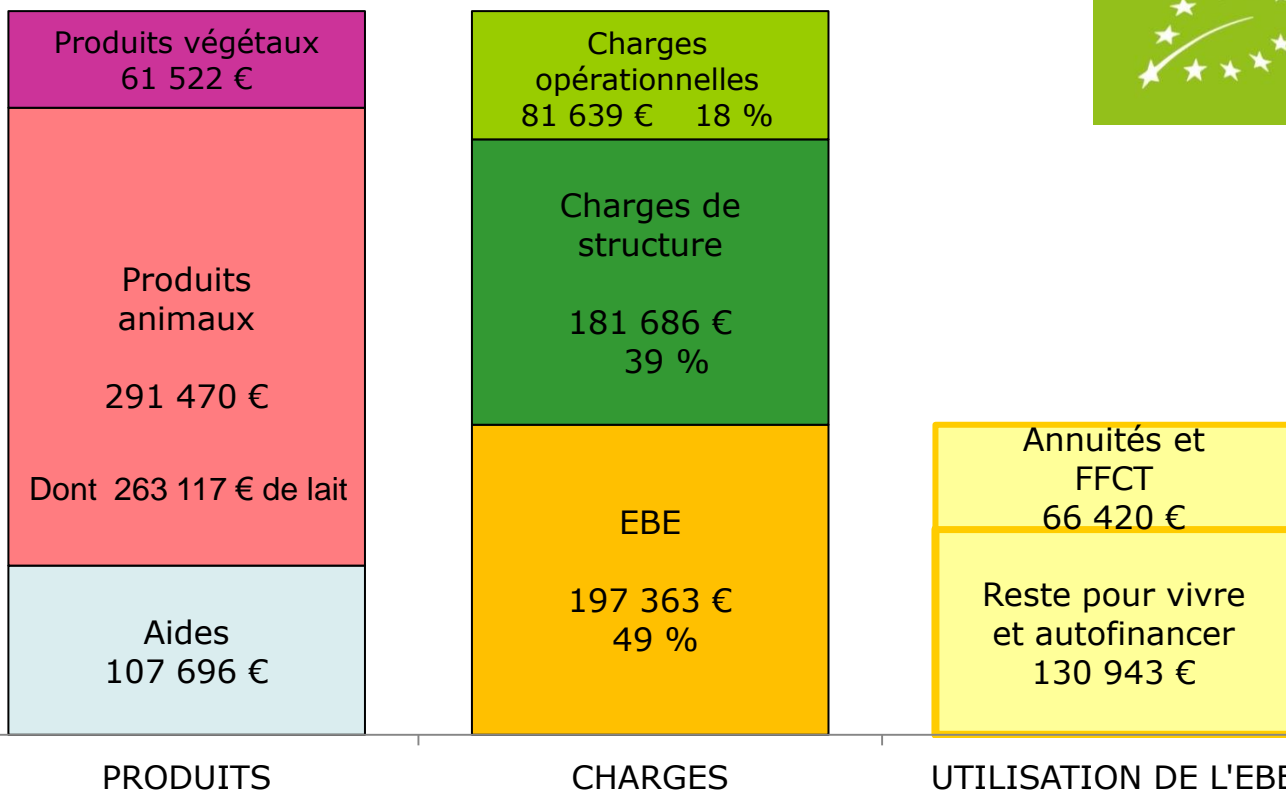 Produits végétaux
61 522 €
Produits
animaux
291 470 €
Dont 263 117 € de lait
Aides
107 696 €
Charges
opérationnelles
81 639 € 18 %
Charges de
structure
181 686 €
39 %
EBE
197 363 €
49 %
Annuités et
FFCT
66 420 €
Reste pour vivre
et autofinancer
130 943 €
PRODUITS
CHARGES
UTILISATION DE L'EBE